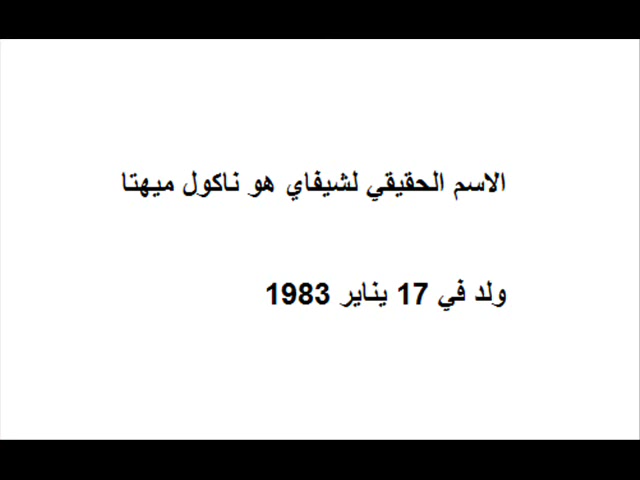 الاسم الحقيقي لشيفاي هو ناكول ميهتا
ولد في 17 يناير 1983